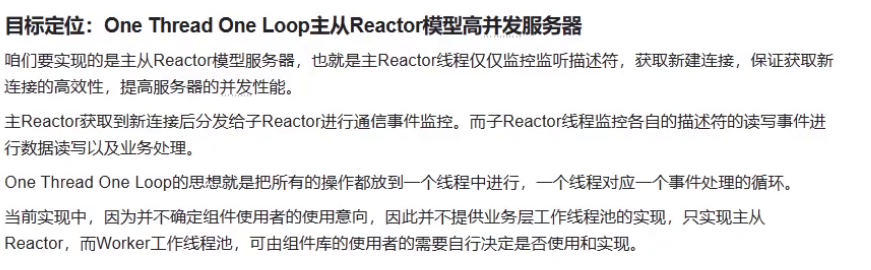 目标定位：One Thread One Loop主从Reactor模型高并发服务器
咱们要实现的是主从Reactor模型服务器，也就是主Reactor线程仅仅监控监听描述符，获取新建连接，保证获取新
连接的高效性，提高服务器的并发性能。
主Reactor获取到新连接后分发给子Reactor进行通信事件监控。而子Reactor线程监控各自的描述符的读写事件进
行数据读写以及业务处理。
One Thread One Loop的思想就是把所有的操作都放到一个线程中进行，一个线程对应一个事件处理的循环。
当前实现中，因为并不确定组件使用者的使用意向，因此并不提供业务层工作线程池的实现，只实现主从
Reactor，而Worker工作线程池，可由组件库的使用者的需要自行决定是否使用和实现。